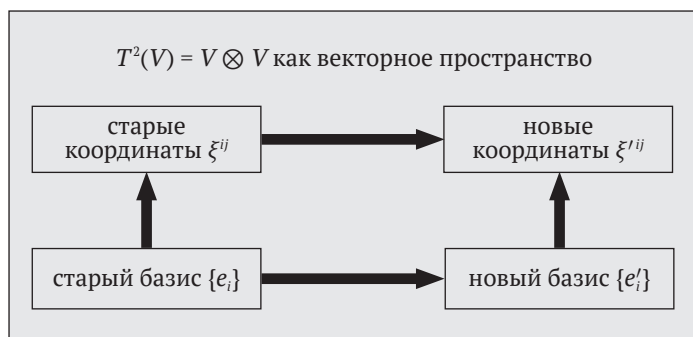 T²(V) = V ⊗ V как векторное пространство
старые
координаты ξ^{ij}
новые
координаты ξ′^{ij}
старый базис {e_i}
новый базис {e′_i}